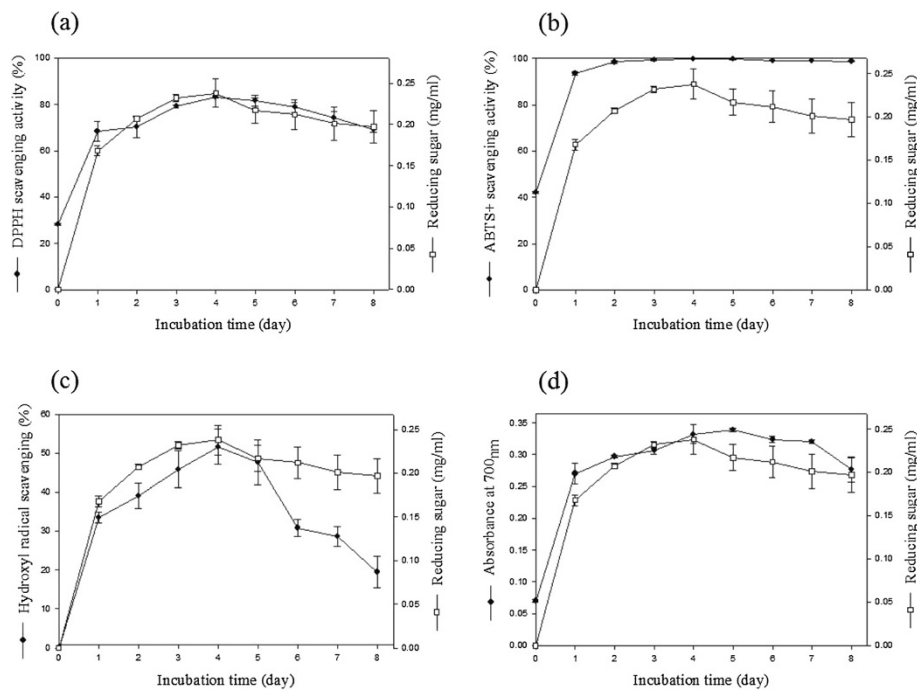 (a)
DPPH scavenging activity (%)
100
80
60
40
20
0
0.25
0.20
0.15
0.10
0.05
0.00
Reducing sugar (mg/ml)
0 1 2 3 4 5 6 7 8
Incubation time (day)
(b)
ABTS+ scavenging activity (%)
100
80
60
40
20
0
0.25
0.20
0.15
0.10
0.05
0.00
Reducing sugar (mg/ml)
0 1 2 3 4 5 6 7 8
Incubation time (day)
(c)
Hydroxyl radical scavenging (%)
60
50
40
30
20
10
0
0.25
0.20
0.15
0.10
0.05
0.00
Reducing sugar (mg/ml)
0 1 2 3 4 5 6 7 8
Incubation time (day)
(d)
Absorbance at 700nm
0.35
0.30
0.25
0.20
0.15
0.10
0.05
0.00
0.25
0.20
0.15
0.10
0.05
0.00
Reducing sugar (mg/ml)
0 1 2 3 4 5 6 7 8
Incubation time (day)